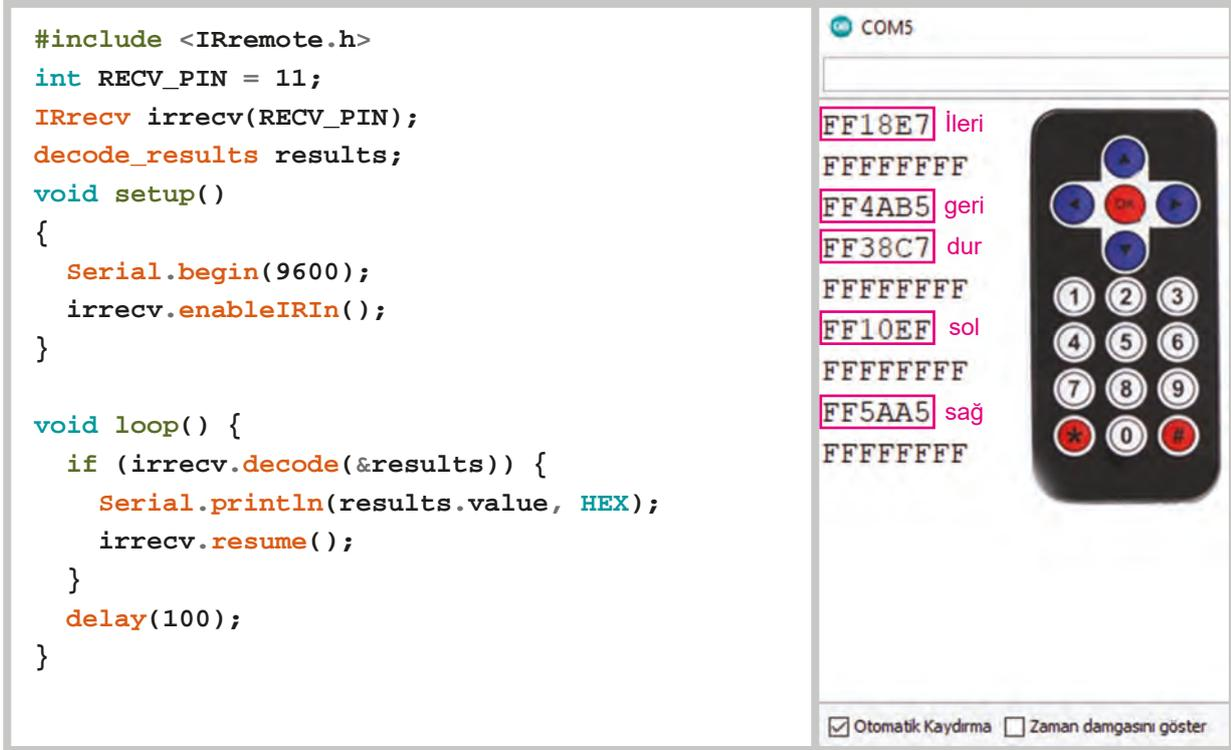 #include <IRremote.h>
int RECV_PIN = 11;
IRrecv irrecv(RECV_PIN);
decode_results results;
void setup()
{
  Serial.begin(9600);
  irrecv.enableIRIn();
}

void loop() {
  if (irrecv.decode(&results)) {
    Serial.println(results.value, HEX);
    irrecv.resume();
  }
  delay(100);
}
COM5
FF18E7 İleri
FFFFFFFF
FF4AB5 geri
FF38C7 dur
FFFFFFFF
FF10EF sol
FFFFFFFF
FF5AA5 sağ
FFFFFFFF
OK
1 2 3
4 5 6
7 8 9
* 0 #
Otomatik Kaydırma Zaman damgasını göster